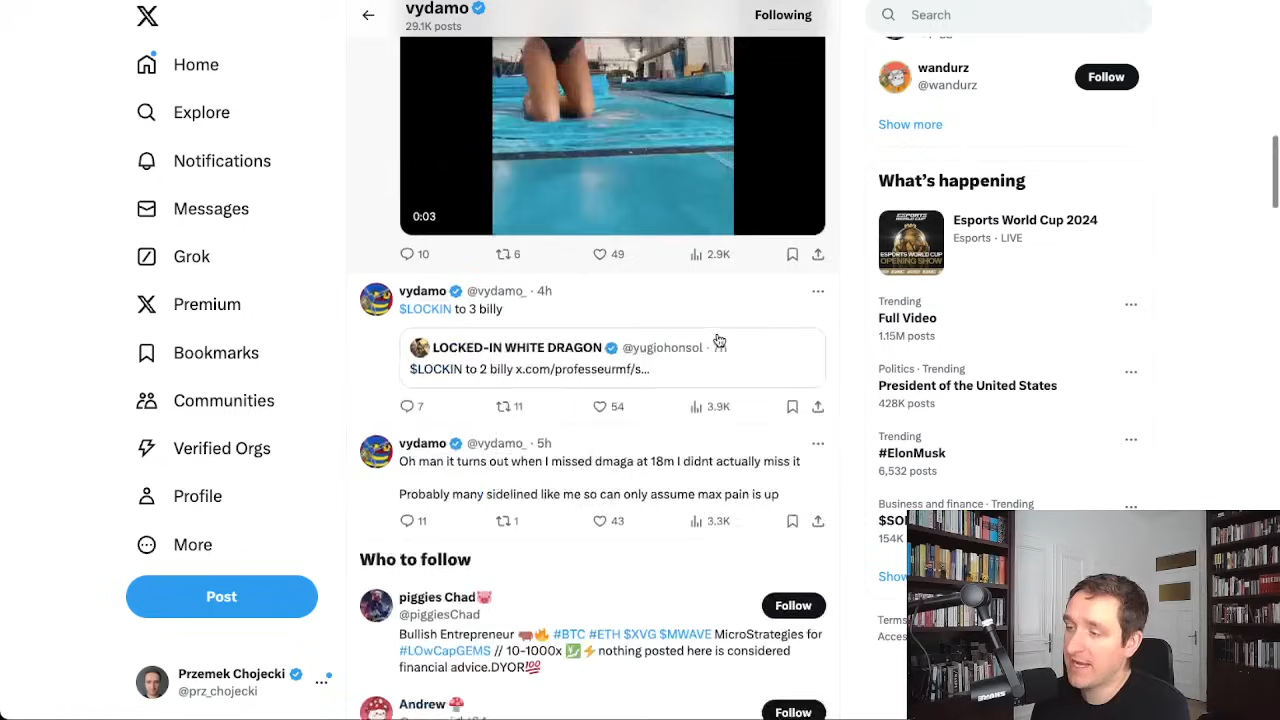 vydamo
29.1K posts
Following
Search
Home
Explore
Notifications
Messages
Grok
Premium
Bookmarks
Communities
Verified Orgs
Profile
More
Post
Przemek Chojecki
@prz_chojecki
0:03
10
6
49
2.9K
vydamo @vydamo_ · 4h
$LOCKIN to 3 billy
LOCKED-IN WHITE DRAGON @yugiohonsol ·
$LOCKIN to 2 billy x.com/professeurmf/s...
7
11
54
3.9K
vydamo @vydamo_ · 5h
Oh man it turns out when I missed dmaga at 18m I didnt actually miss it
Probably many sidelined like me so can only assume max pain is up
11
1
43
3.3K
Who to follow
piggies Chad
@piggiesChad
Follow
Bullish Entrepreneur #BTC #ETH $XVG $MWAVE MicroStrategies for
#LOwCapGEMS // 10-1000x nothing posted here is considered
financial advice.DYOR💯
Andrew
Follow
wandurz
@wandurz
Follow
Show more
What's happening
ESPORTS
WORLD CUP
OPENING SHOW
Esports World Cup 2024
Esports · LIVE
Trending
Full Video
1.15M posts
Politics · Trending
President of the United States
428K posts
Trending
#ElonMusk
6,532 posts
Business and finance · Trending
154K